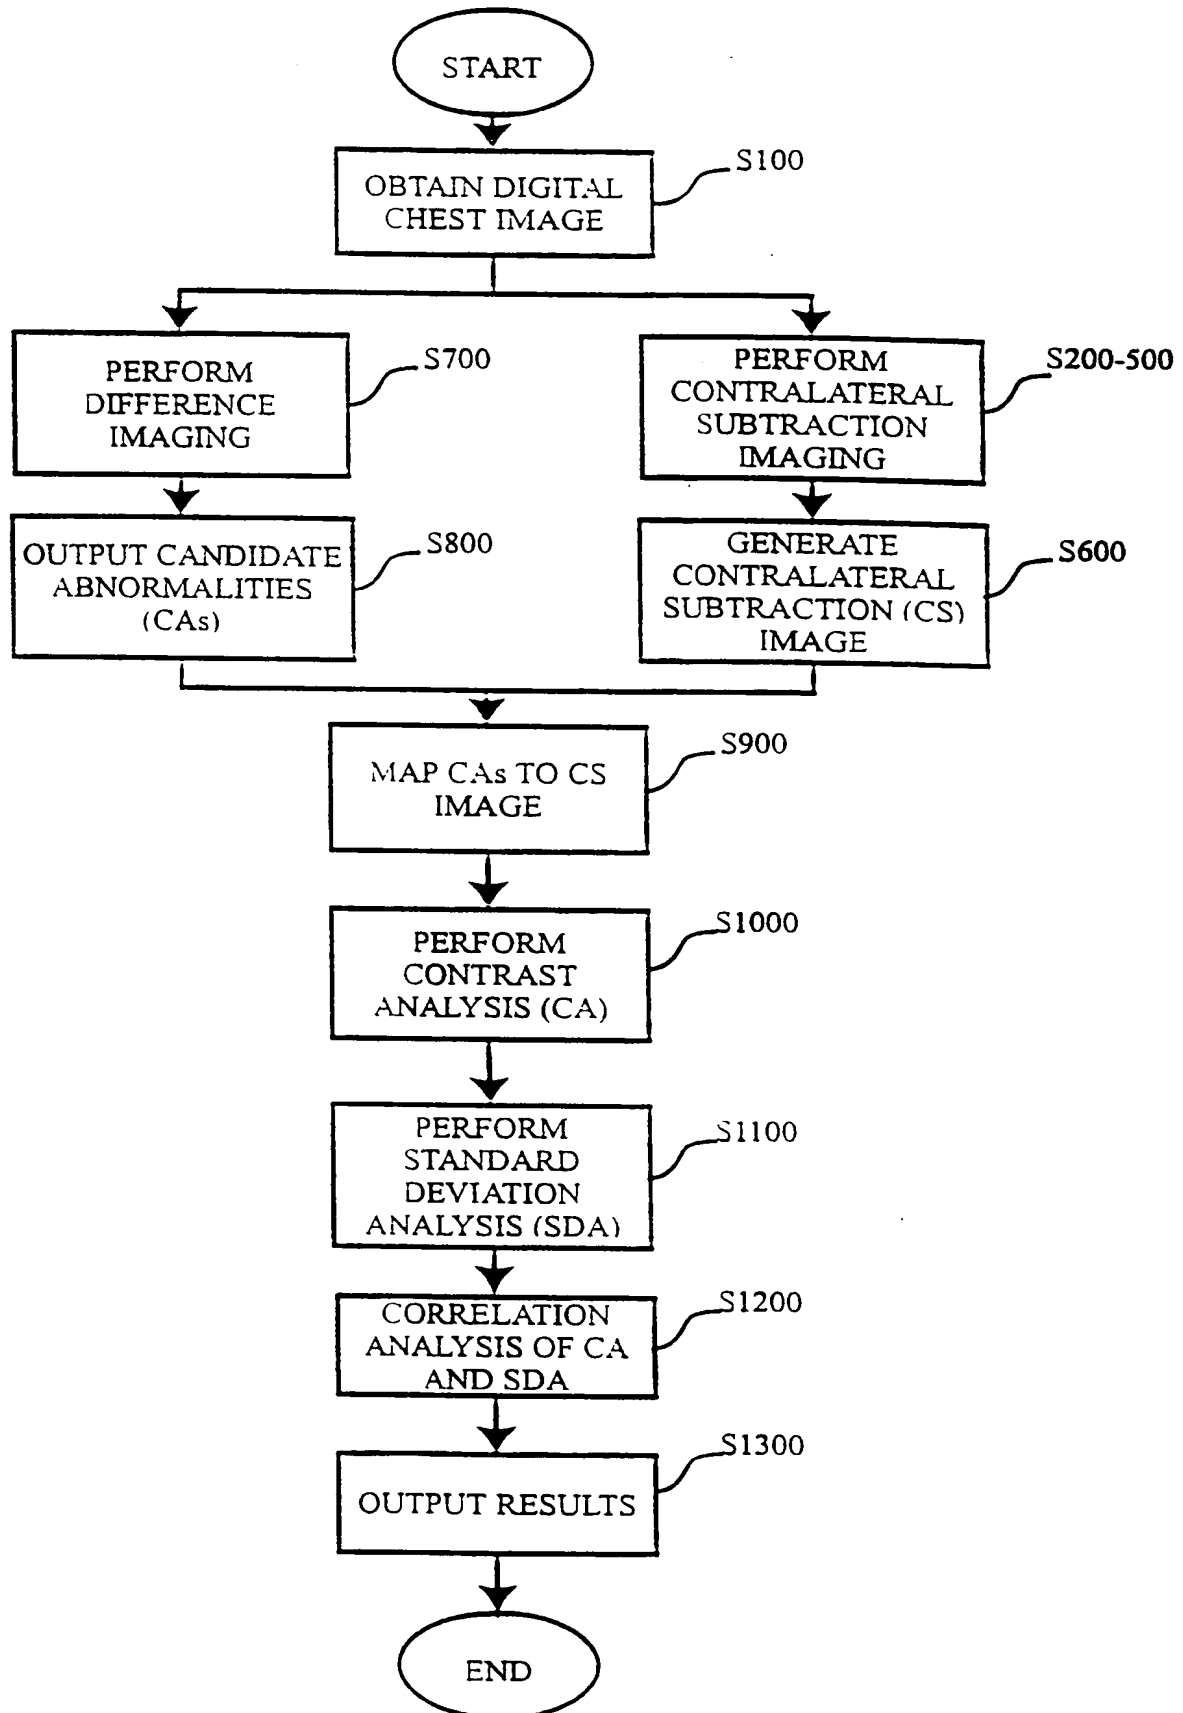 START
OBTAIN DIGITAL
CHEST IMAGE
S100
PERFORM
DIFFERENCE
IMAGING
S700
PERFORM
CONTRALATERAL
SUBTRACTION
IMAGING
S200-500
OUTPUT CANDIDATE
ABNORMALITIES
(CAs)
S800
GENERATE
CONTRALATERAL
SUBTRACTION (CS)
IMAGE
S600
MAP CAs TO CS
IMAGE
S900
PERFORM
CONTRAST
ANALYSIS (CA)
S1000
PERFORM
STANDARD
DEVIATION
ANALYSIS (SDA)
S1100
CORRELATION
ANALYSIS OF CA
AND SDA
S1200
OUTPUT RESULTS
S1300
END